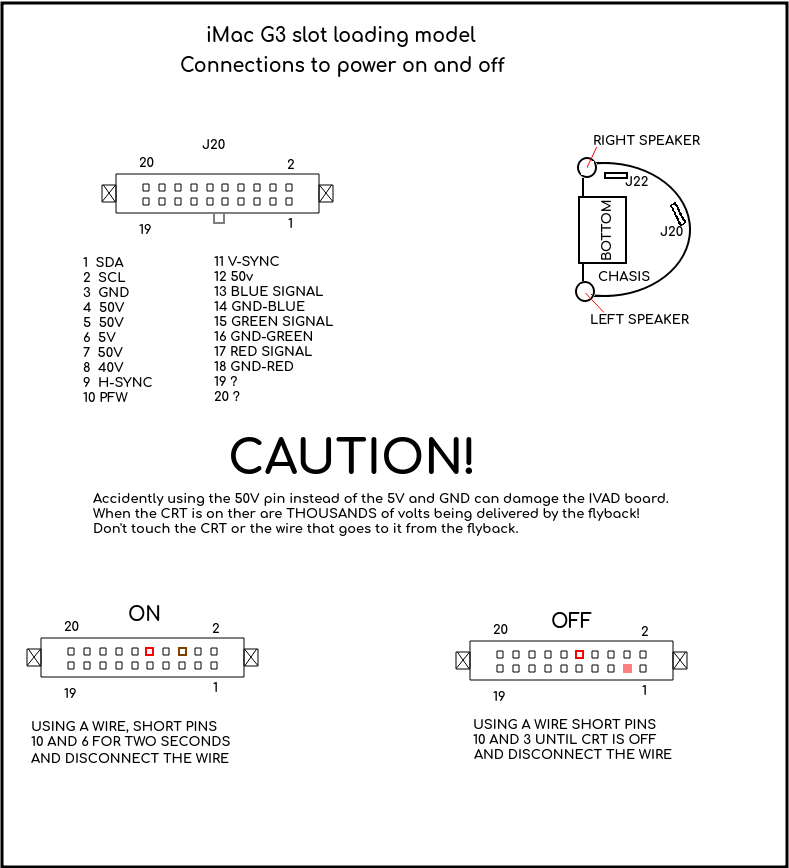 iMac G3 slot loading model
Connections to power on and off
J20
20
2
19
1
RIGHT SPEAKER
J22
J20
BOTTOM
CHASIS
LEFT SPEAKER
1 SDA
2 SCL
3 GND
4 50V
5 50V
6 5V
7 50V
8 40V
9 H-SYNC
10 PFW
11 V-SYNC
12 50v
13 BLUE SIGNAL
14 GND-BLUE
15 GREEN SIGNAL
16 GND-GREEN
17 RED SIGNAL
18 GND-RED
19 ?
20 ?
CAUTION!
Accidently using the 50V pin instead of the 5V and GND can damage the IVAD board.
When the CRT is on ther are THOUSANDS of volts being delivered by the flyback!
Don't touch the CRT or the wire that goes to it from the flyback.
ON
20
2
19
1
USING A WIRE, SHORT PINS
10 AND 6 FOR TWO SECONDS
AND DISCONNECT THE WIRE
OFF
20
2
19
1
USING A WIRE SHORT PINS
10 AND 3 UNTIL CRT IS OFF
AND DISCONNECT THE WIRE